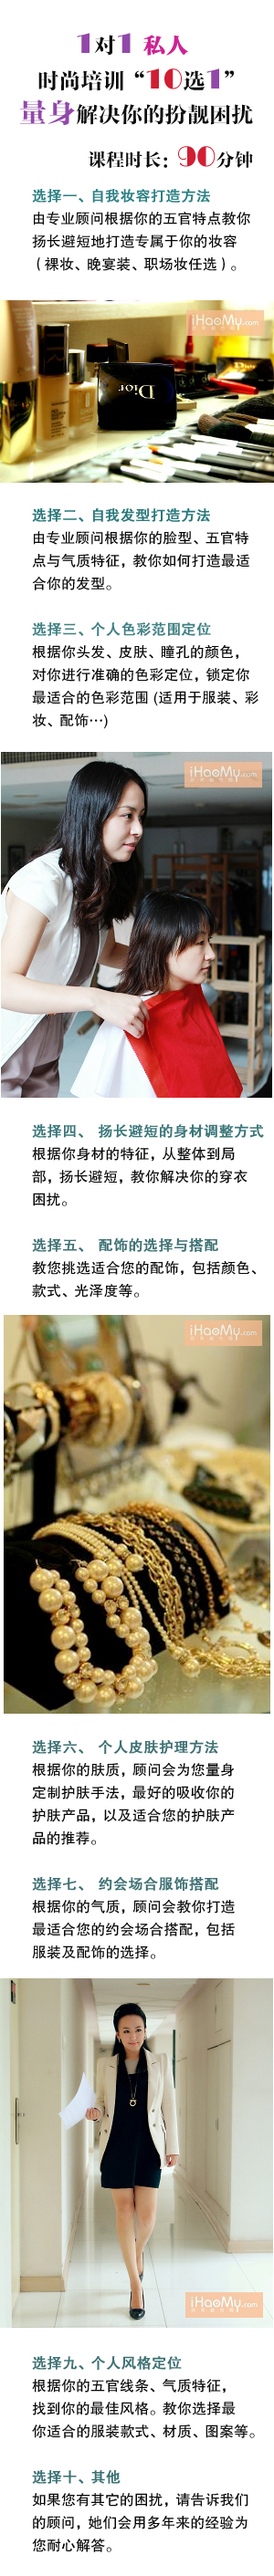 1对1 私人
时尚培训“10选1”
量身解决你的扮靓困扰
课程时长：90分钟
选择一、自我妆容打造方法
由专业顾问根据你的五官特点教你
扬长避短地打造专属于你的妆容
（裸妆、晚宴装、职场妆任选）。
iHaoMy.com
Dior
选择二、自我发型打造方法
由专业顾问根据你的脸型、五官特
点与气质特征，教你如何打造最适
合你的发型。
选择三、个人色彩范围定位
根据你头发、皮肤、瞳孔的颜色，
对你进行准确的色彩定位，锁定你
最适合的色彩范围 (适用于服装、彩
妆、配饰…)
iHaoMy.com
选择四、 扬长避短的身材调整方式
根据你身材的特征，从整体到局
部，扬长避短，教你解决你的穿衣
困扰。
选择五、 配饰的选择与搭配
教您挑选适合您的配饰，包括颜色、
款式、光泽度等。
iHaoMy.com
选择六、 个人皮肤护理方法
根据你的肤质，顾问会为您量身
定制护肤手法，最好的吸收你的
护肤产品，以及适合您的护肤产
品的推荐。
选择七、 约会场合服饰搭配
根据你的气质，顾问会教你打造
最适合您的约会场合搭配，包括
服装及配饰的选择。
iHaoMy.com
选择九、个人风格定位
根据你的五官线条、气质特征，
找到你的最佳风格。教你选择最
你适合的服装款式、材质、图案等。
选择十、其他
如果您有其它的困扰，请告诉我们
的顾问，她们会用多年来的经验为
您耐心解答。